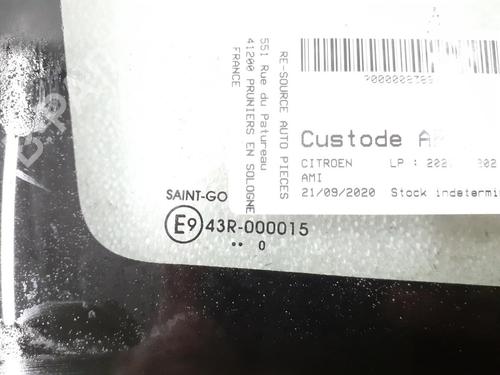 RE-SOURCE AUTO PIECES
551 Rue du Patureau
41200 PRUNIERS EN SOLOGNE
FRANCE
Custode
CITROEN LP :
AMI
21/09/2020 Stock
SAINT-GO
E9 43R-000015
•• 0